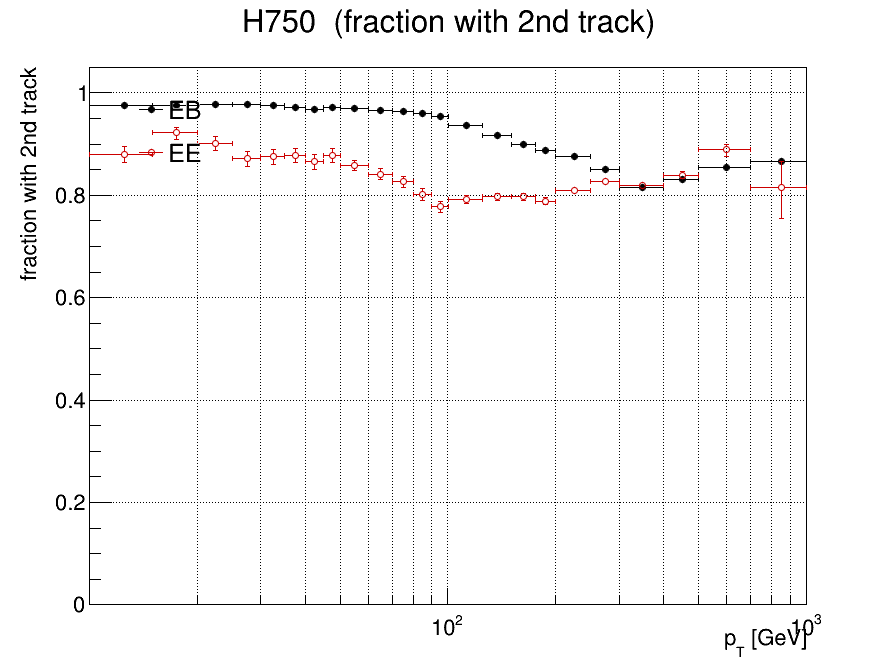 H750 (fraction with 2nd track)
fraction with 2nd track
1
0.8
0.6
0.4
0.2
0
EB
EE
10²
10³
p_T [GeV]